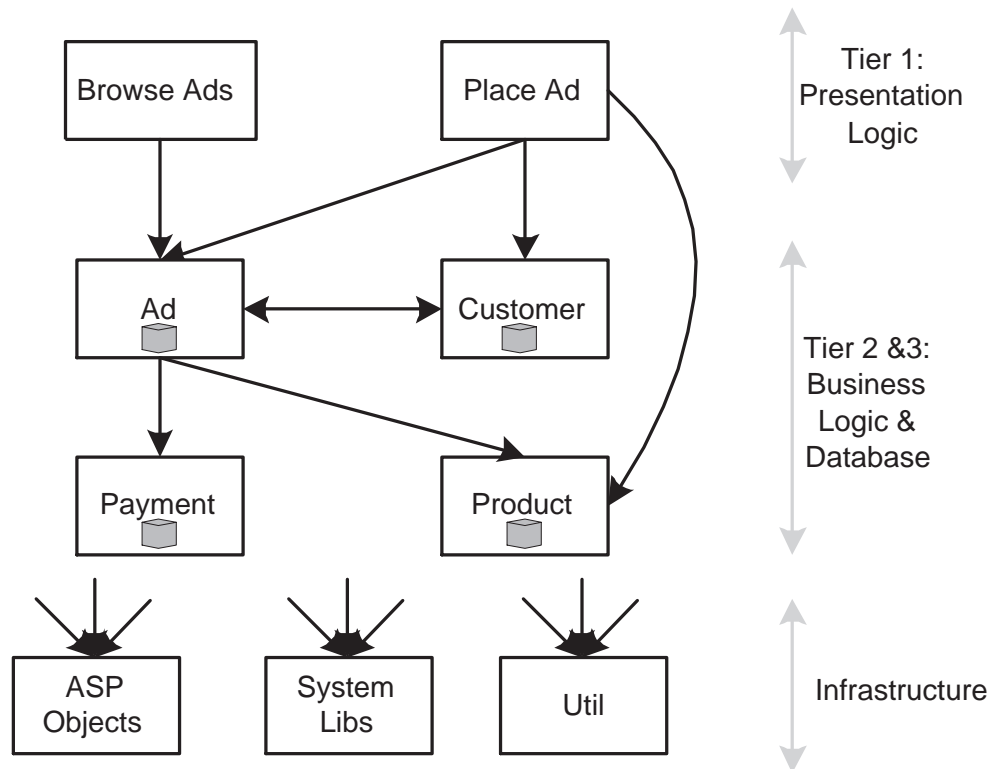 Browse Ads
Place Ad
Tier 1:
Presentation
Logic
Ad
Customer
Tier 2 &3:
Business
Logic &
Database
Payment
Product
ASP
Objects
System
Libs
Util
Infrastructure